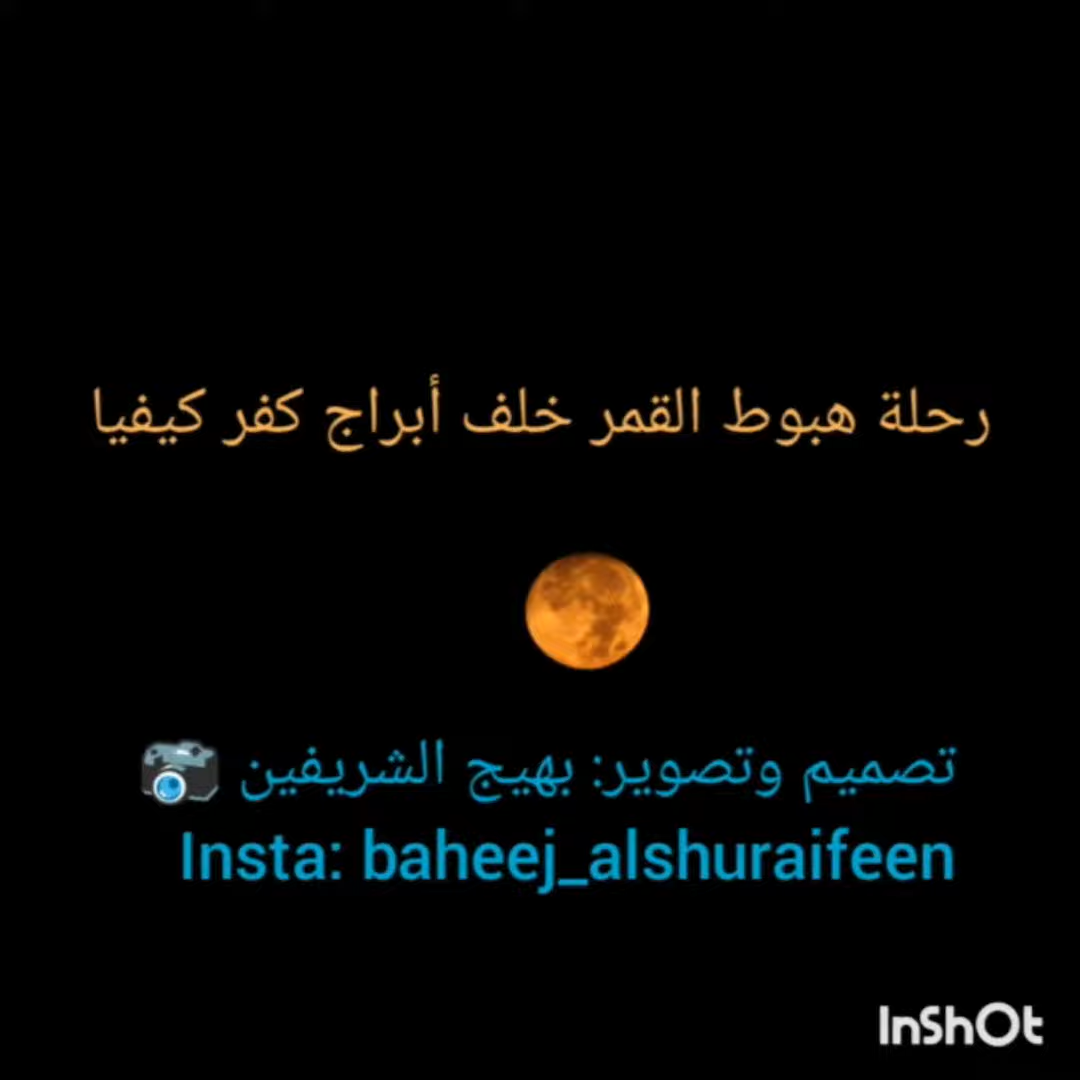 رحلة هبوط القمر خلف أبراج كفر كيفيا
تصميم وتصوير: بهيج الشريفين 📷
Insta: baheej_alshuraifeen
InShOt